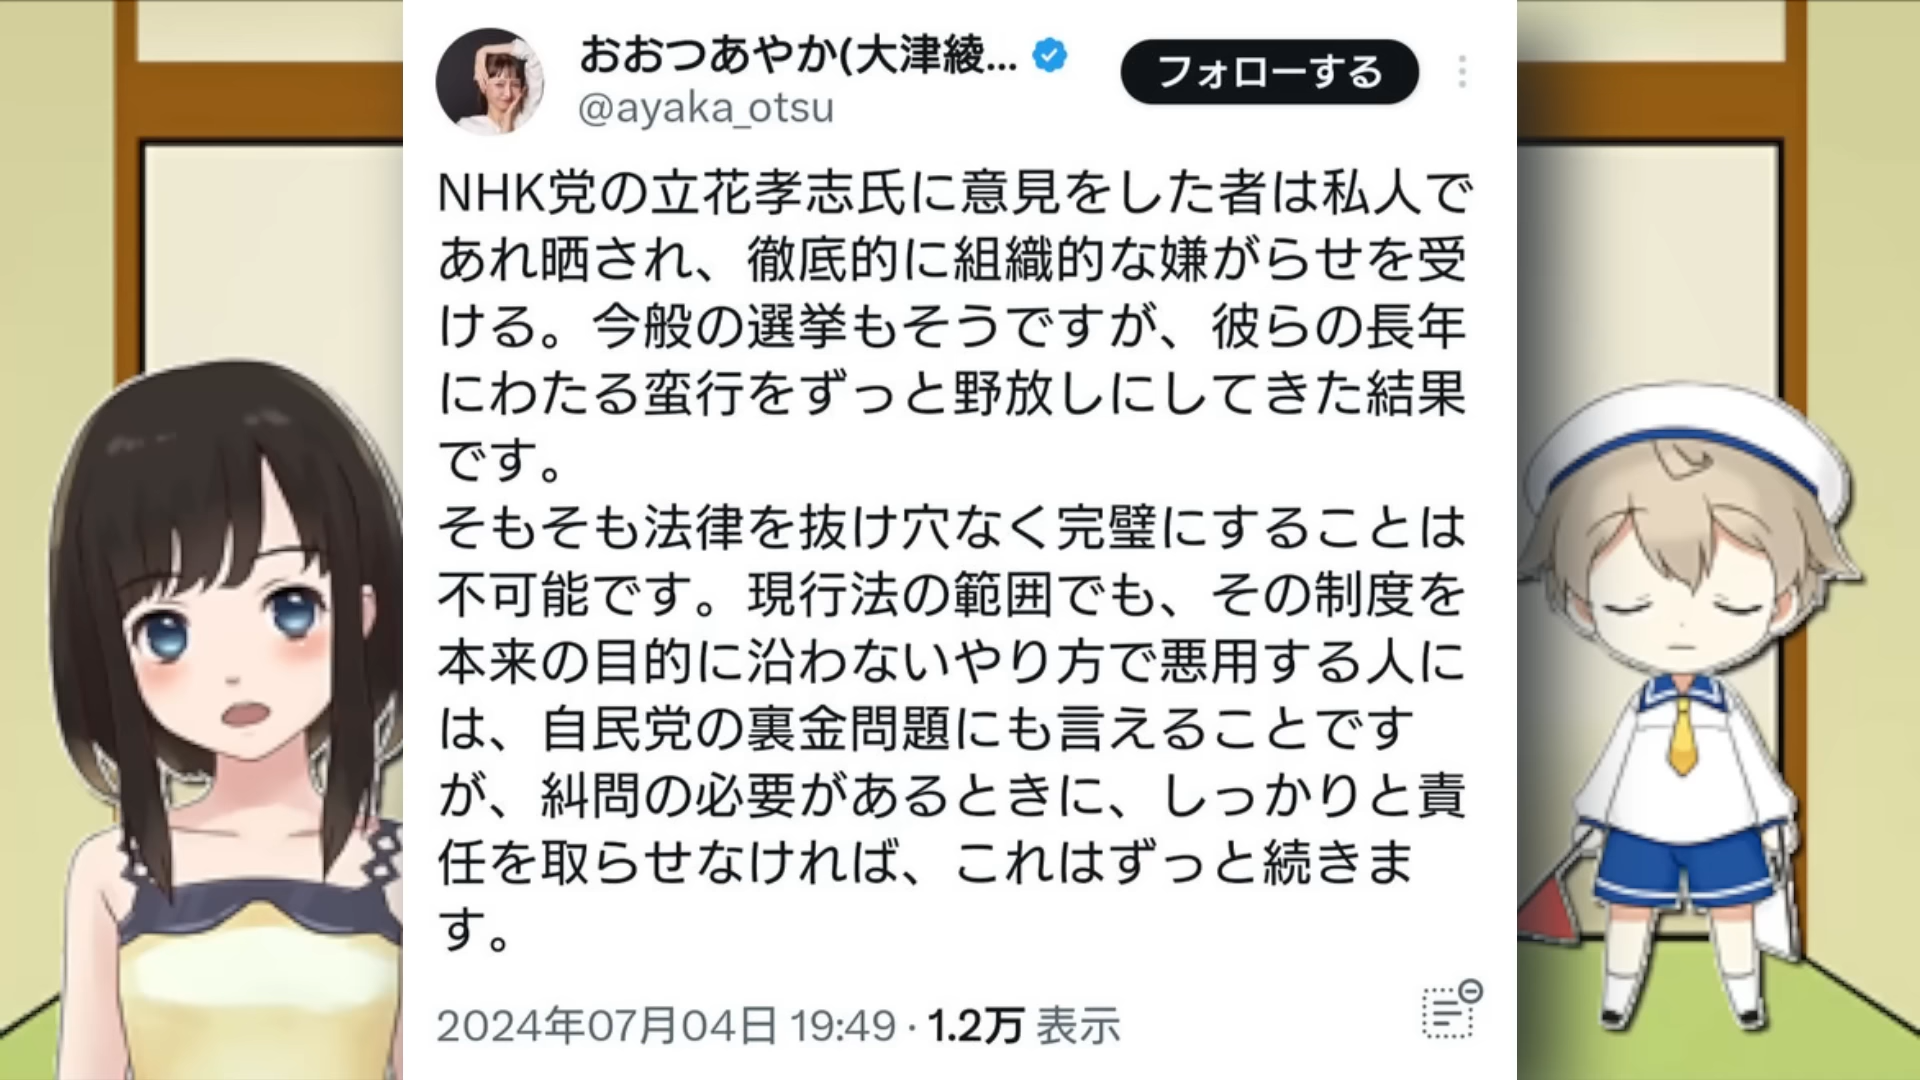 おおつあやか(大津綾...
フォローする
@ayaka_otsu
NHK党の立花孝志氏に意見をした者は私人で
あれ晒され、徹底的に組織的な嫌がらせを受
ける。今般の選挙もそうですが、彼らの長年
にわたる蛮行をずっと野放しにしてきた結果
です。
そもそも法律を抜け穴なく完璧にすることは
不可能です。現行法の範囲でも、その制度を
本来の目的に沿わないやり方で悪用する人に
は、自民党の裏金問題にも言えることです
が、糾問の必要があるときに、しっかりと責
任を取らせなければ、これはずっと続きま
す。
2024年07月04日 19:49 · 1.2万 表示